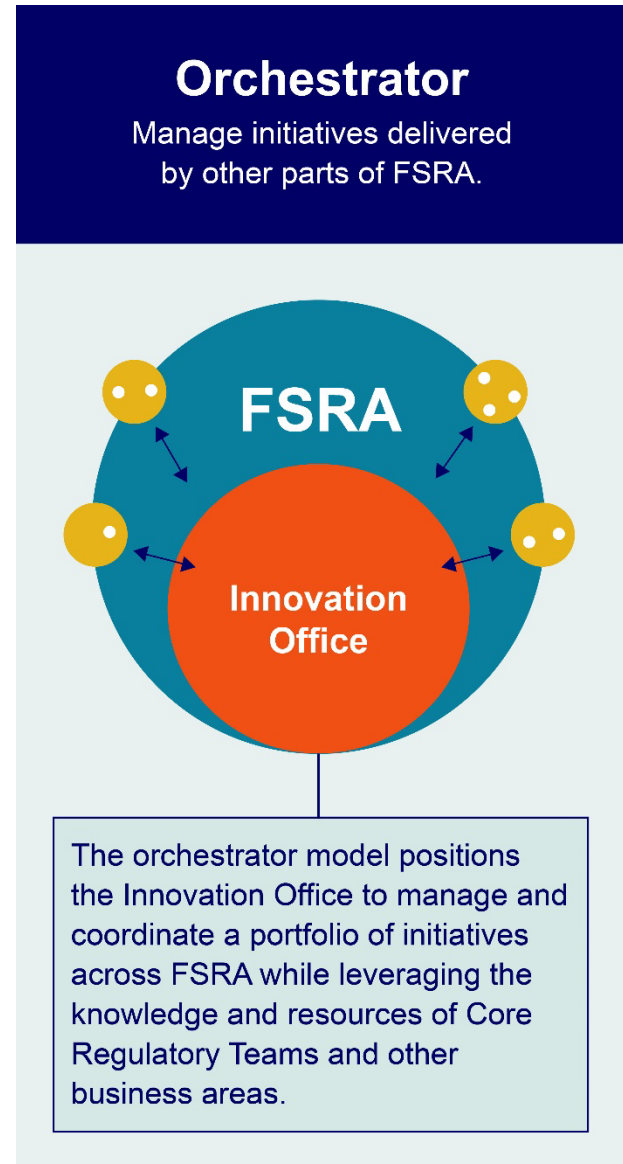 Orchestrator
Manage initiatives delivered
by other parts of FSRA.
FSRA
Innovation
Office
The orchestrator model positions
the Innovation Office to manage and
coordinate a portfolio of initiatives
across FSRA while leveraging the
knowledge and resources of Core
Regulatory Teams and other
business areas.